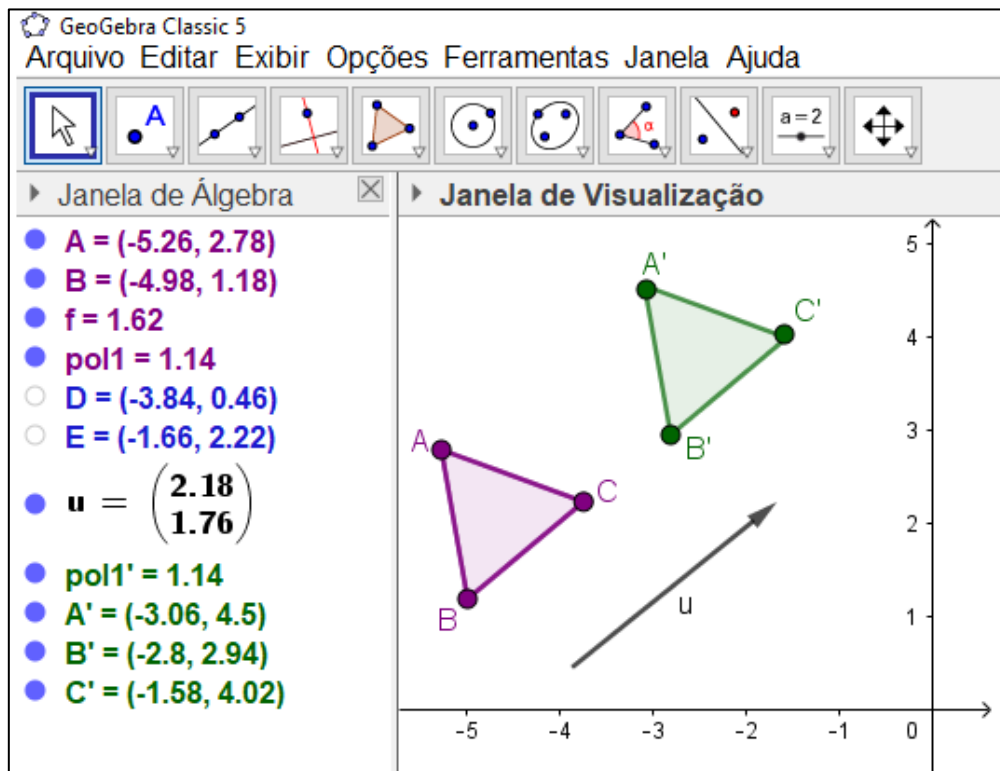 GeoGebra Classic 5
Arquivo Editar Exibir Opções Ferramentas Janela Ajuda
A
α
a = 2
Janela de Álgebra
Janela de Visualização
A = (-5.26, 2.78)
B = (-4.98, 1.18)
f = 1.62
pol1 = 1.14
D = (-3.84, 0.46)
E = (-1.66, 2.22)
u = (2.18
1.76)
pol1' = 1.14
A' = (-3.06, 4.5)
B' = (-2.8, 2.94)
C' = (-1.58, 4.02)
A'
C'
B'
A
C
B
u
5
4
3
2
1
-5 -4 -3 -2 -1 0